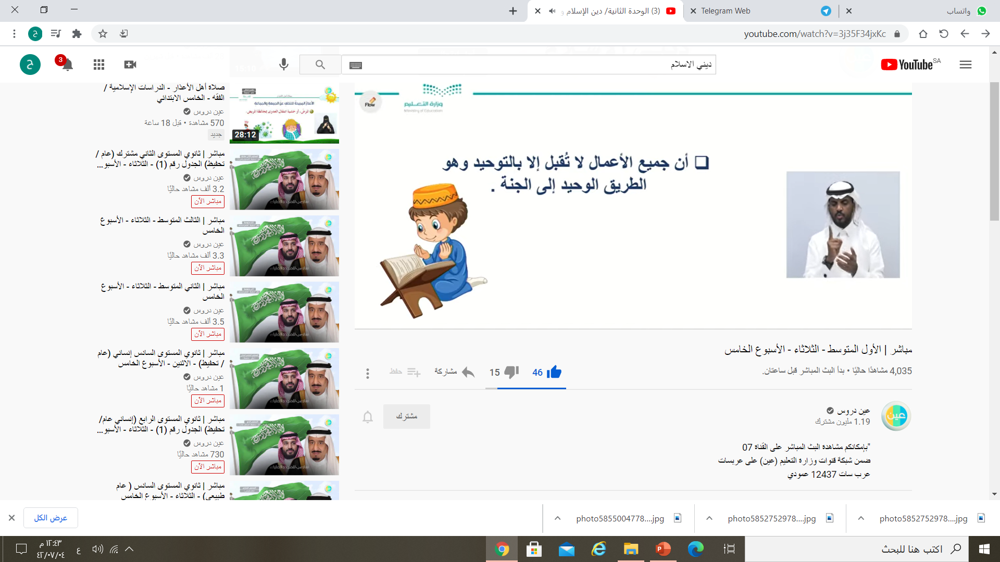 واتساب
Telegram Web
(3) الوحدة الثانية/ دين الإسلام و
youtube.com/watch?v=3j35F34jxKc
ح
YouTube SA
ديني الاسلام
3
ح
وزارة التعليم
Ministry of Education
Flow
أن جميع الأعمال لا تُقبل إلا بالتوحيد وهو
الطريق الوحيد إلى الجنة .
مباشر | الأول المتوسط - الثلاثاء - الأسبوع الخامس
4,035 مشاهدًا حاليًا • بدأ البث المباشر قبل ساعتان.
46
15
مشاركة
حفظ
عين
عين دروس
1.19 مليون مشترك
مشترك
"بإمكانكم مشاهدة البث المباشر على القناة 07
ضمن شبكة قنوات وزارة التعليم (عين) على عربسات
عرب سات 12437 عمودي
الأعذار المبيحة للتخلف عن الجمعة والجماعة
28:12
صلاة أهل الأعذار - الدراسات الإسلامية /
الفقه - الخامس الابتدائي
عين دروس
570 مشاهدة • قبل 18 ساعة
جديد
مباشر | ثانوي المستوى الثاني مشترك (عام /
تحفيظ) الجدول رقم (1) - الثلاثاء - الأسبو...
عين دروس
3.2 ألف مشاهد حاليًا
مباشر الآن
مباشر | الثالث المتوسط - الثلاثاء - الأسبوع
الخامس
عين دروس
3.3 ألف مشاهد حاليًا
مباشر الآن
مباشر | الثاني المتوسط - الثلاثاء - الأسبوع
الخامس
عين دروس
3.5 ألف مشاهد حاليًا
مباشر الآن
مباشر | ثانوي المستوى السادس إنساني (عام
/ تحفيظ) - الاثنين - الأسبوع الخامس
عين دروس
1 مشاهد حاليًا
مباشر الآن
مباشر | ثانوي المستوى الرابع (إنساني عام/
تحفيظ) الجدول رقم (1) - الثلاثاء - الأسبو...
عين دروس
730 مشاهد حاليًا
مباشر الآن
مباشر | ثانوي المستوى السادس ( عام
طبيعي) - الثلاثاء - الأسبوع الخامس
photo5852752978....jpg
photo5852752978....jpg
photo5855004778....jpg
عرض الكل
اكتب هنا للبحث
ع
١٢:٤٣ م
٤٢/٠٧/٠٤